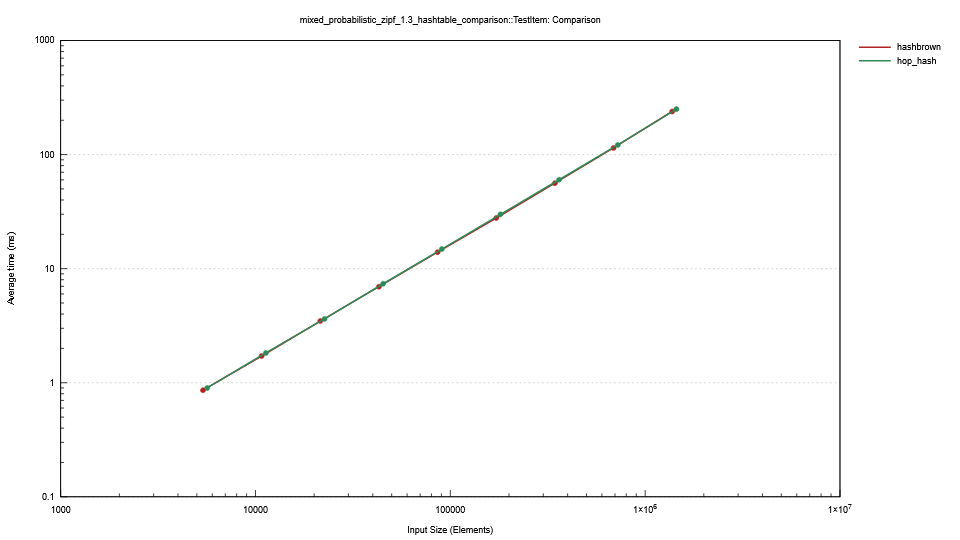 mixed_probabilistic_zipf_1.3_hashtable_comparison::TestItem: Comparison
hashbrown
hop_hash
1000
100
10
1
0.1
Average time (ms)
1000
10000
100000
1×10⁶
1×10⁷
Input Size (Elements)